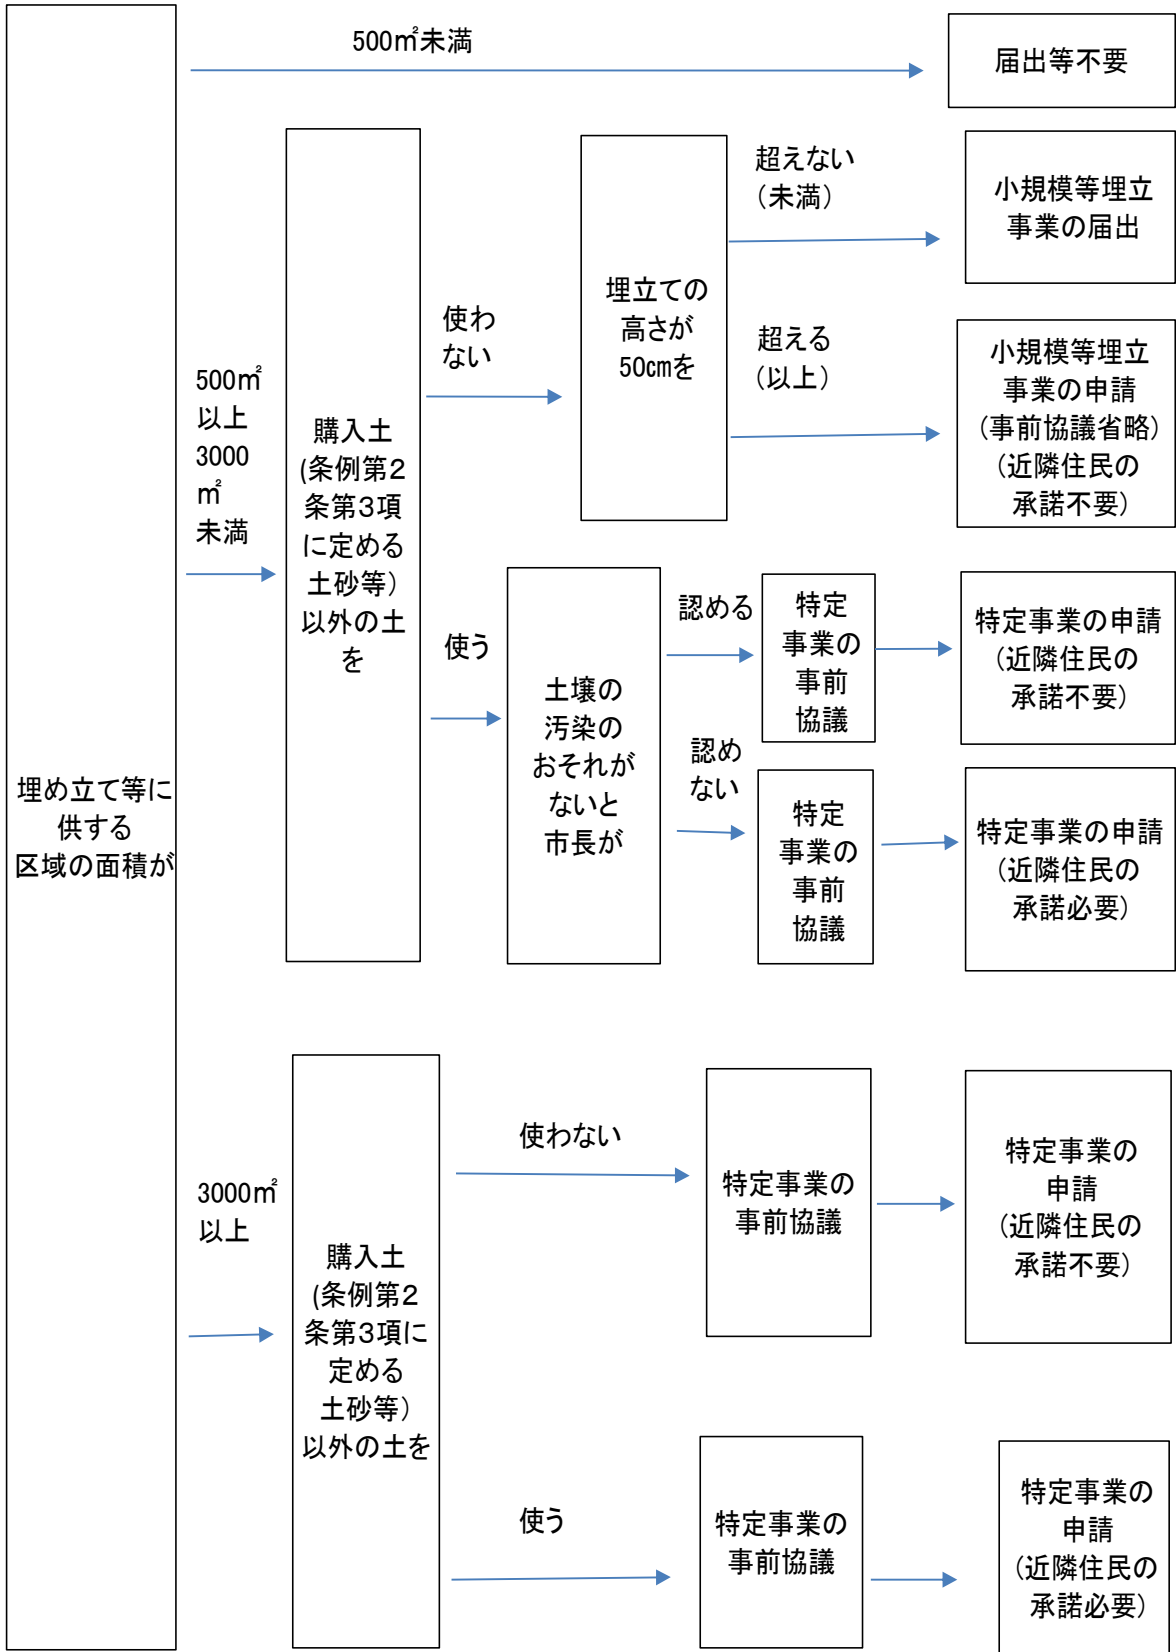 埋め立て等に
供する
区域の面積が
500㎡未満
届出等不要
500㎡
以上
3000
㎡
未満
購入土
(条例第2
条第3項
に定める
土砂等)
以外の土
を
使わ
ない
埋立ての
高さが
50cmを
超えない
(未満)
小規模等埋立
事業の届出
超える
(以上)
小規模等埋立
事業の申請
(事前協議省略)
(近隣住民の
承諾不要)
使う
土壌の
汚染の
おそれが
ないと
市長が
認める
特定
事業の
事前
協議
特定事業の申請
(近隣住民の
承諾不要)
認め
ない
特定
事業の
事前
協議
特定事業の申請
(近隣住民の
承諾必要)
3000㎡
以上
購入土
(条例第2
条第3項に
定める
土砂等)
以外の土を
使わない
特定事業の
事前協議
特定事業の
申請
(近隣住民の
承諾不要)
使う
特定事業の
事前協議
特定事業の
申請
(近隣住民の
承諾必要)